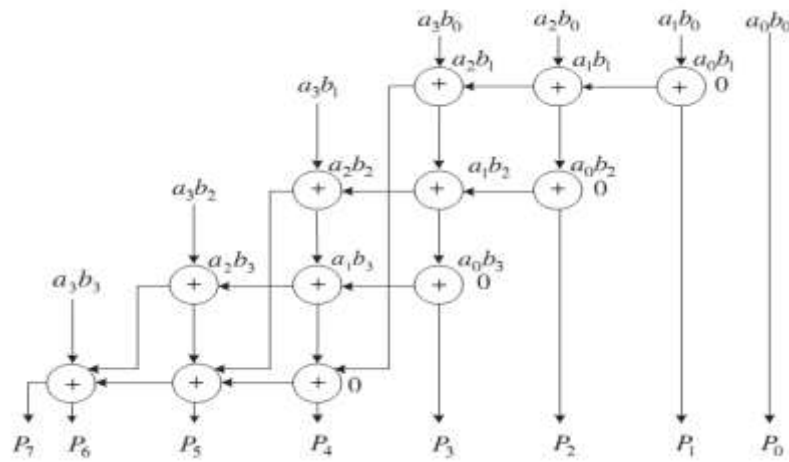 a₃b₀ a₂b₀ a₁b₀ a₀b₀
a₂b₁ a₁b₁ a₀b₁
+ + + 0
a₃b₁
a₂b₂ a₁b₂ a₀b₂
+ + + 0
a₃b₂
a₂b₃ a₁b₃ a₀b₃
+ + + 0
a₃b₃
+ + + 0
P₇ P₆ P₅ P₄ P₃ P₂ P₁ P₀